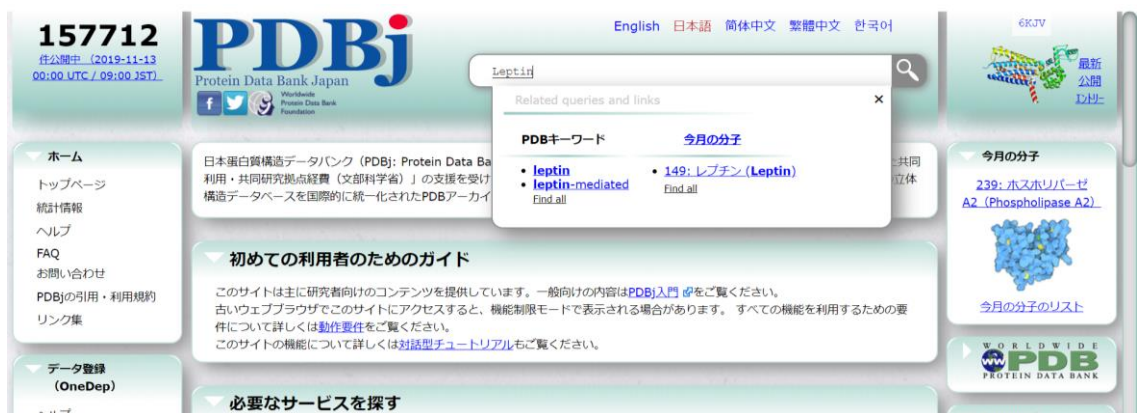 157712
件公開中 (2019-11-13
00:00 UTC / 09:00 JST)
PDBj
Protein Data Bank Japan
Worldwide
Protein Data Bank
Foundation
English 日本語 简体中文 繁體中文 한국어
Leptin
Related queries and links
×
PDBキーワード
今月の分子
• leptin
• leptin-mediated
Find all
• 149: レプチン (Leptin)
Find all
6KJV
最新
公開
エントリー
ホーム
トップページ
統計情報
ヘルプ
FAQ
お問い合わせ
PDBjの引用・利用規約
リンク集
データ登録
(OneDep)
日本蛋白質構造データバンク（PDBj: Protein Data Ba
と共同
利用・共同研究拠点経費（文部科学省）」の支援を受け
立体
構造データベースを国際的に統一化されたPDBアーカイ
初めての利用者のためのガイド
このサイトは主に研究者向けのコンテンツを提供しています。一般向けの内容はPDBj入門をご覧ください。
古いウェブブラウザでこのサイトにアクセスすると、機能制限モードで表示される場合があります。 すべての機能を利用するための要
件について詳しくは動作要件をご覧ください。
このサイトの機能について詳しくは対話型チュートリアルもご覧ください。
必要なサービスを探す
今月の分子
239: ホスホリパーゼ
A2（Phospholipase A2）
今月の分子のリスト
WORLDWIDE
PDB
PROTEIN DATA BANK